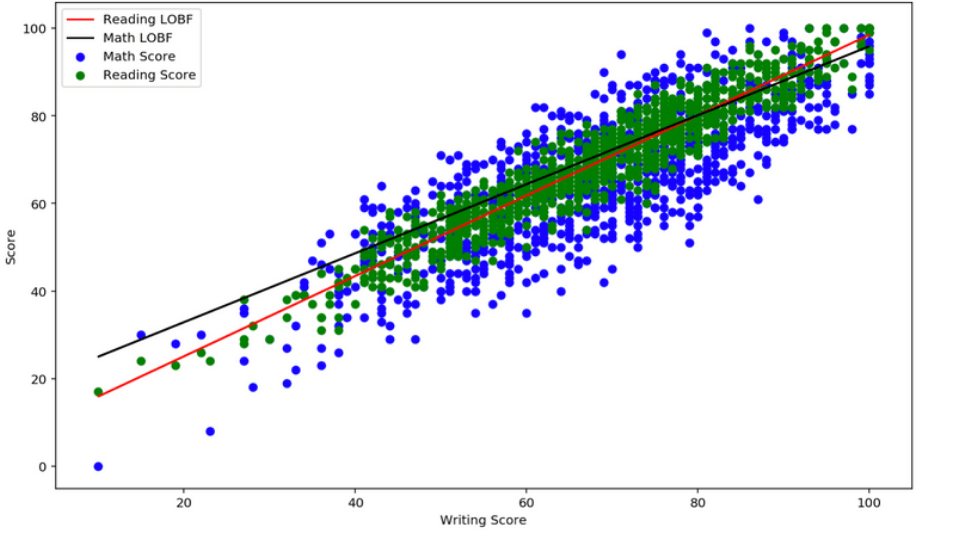 Reading LOBF
Math LOBF
Math Score
Reading Score
100
80
60
40
20
0
Score
20
40
60
80
100
Writing Score